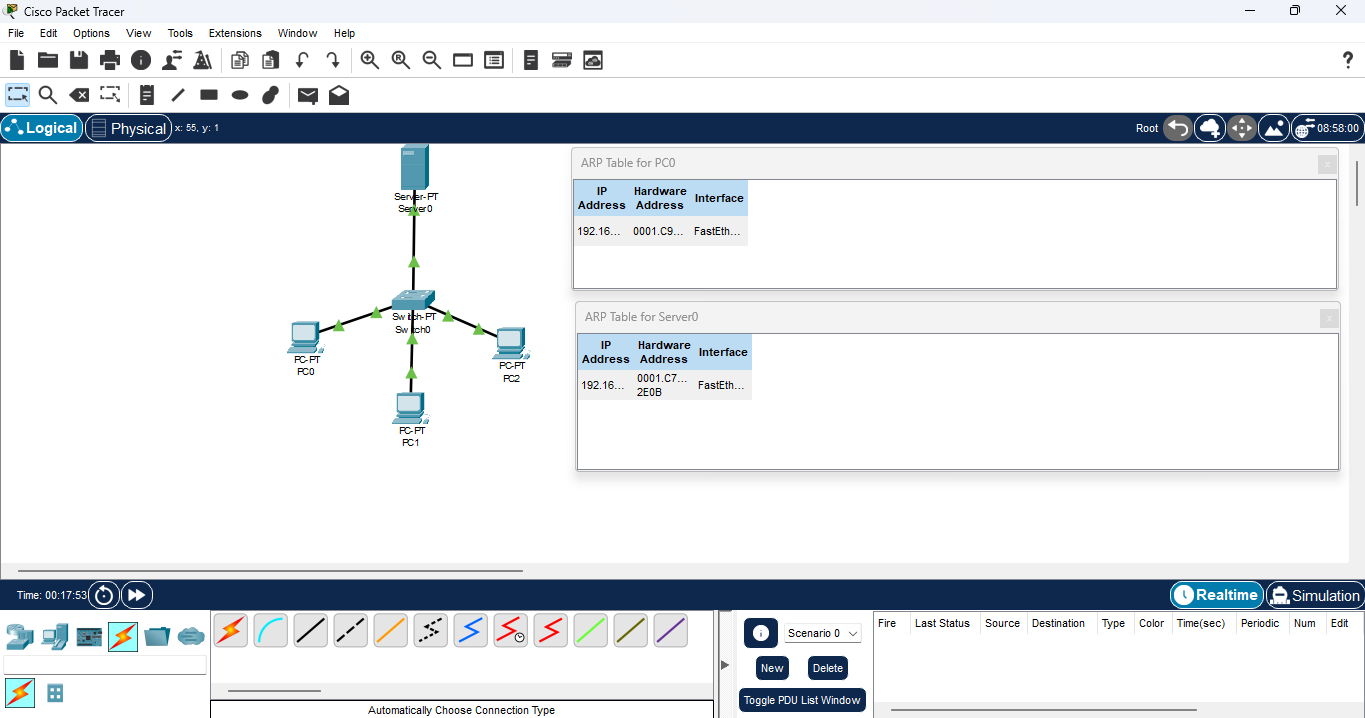 Cisco Packet Tracer
File Edit Options View Tools Extensions Window Help
?
Logical Physical x: 55, y: 1 Root 08:58:00
Server-PT
Server0
Switch-PT
Switch0
PC-PT
PC0
PC-PT
PC2
PC-PT
PC1
ARP Table for PC0
x
IP Address Hardware Address Interface
192.16... 0001.C9... FastEth...
ARP Table for Server0
x
IP Address Hardware Address Interface
192.16... 0001.C7... 2E0B FastEth...
Time: 00:17:53 Realtime Simulation
Scenario 0
New Delete
Toggle PDU List Window
Fire Last Status Source Destination Type Color Time(sec) Periodic Num Edit
Automatically Choose Connection Type